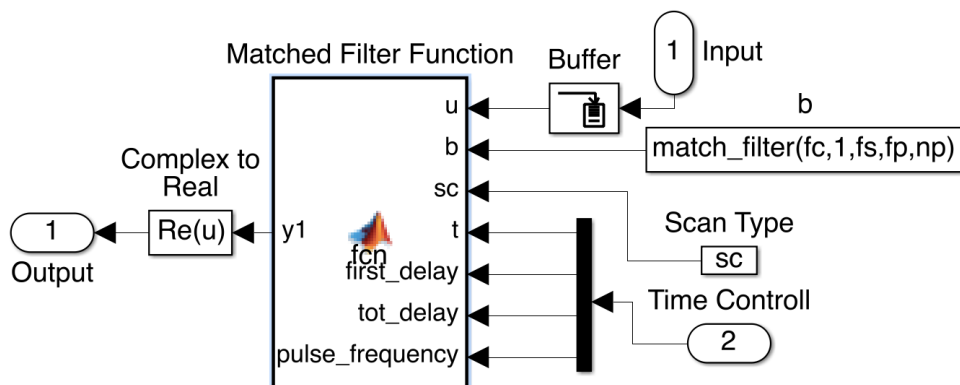 Matched Filter Function
Buffer
1
Input
u
b
b
match_filter(fc,1,fs,fp,np)
Complex to
Real
sc
Scan Type
sc
1
Re(u)
y1
fcn
t
Output
first_delay
Time Controll
tot_delay
2
pulse_frequency